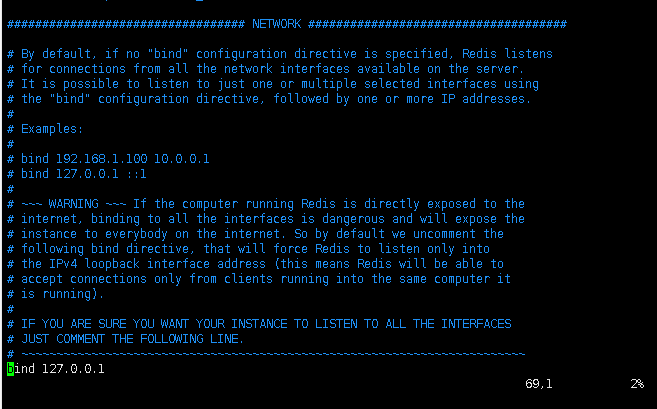 ################################## NETWORK #####################################

# By default, if no "bind" configuration directive is specified, Redis listens
# for connections from all the network interfaces available on the server.
# It is possible to listen to just one or multiple selected interfaces using
# the "bind" configuration directive, followed by one or more IP addresses.
#
# Examples:
#
# bind 192.168.1.100 10.0.0.1
# bind 127.0.0.1 ::1
#
# ~~~ WARNING ~~~ If the computer running Redis is directly exposed to the
# internet, binding to all the interfaces is dangerous and will expose the
# instance to everybody on the internet. So by default we uncomment the
# following bind directive, that will force Redis to listen only into
# the IPv4 loopback interface address (this means Redis will be able to
# accept connections only from clients running into the same computer it
# is running).
#
# IF YOU ARE SURE YOU WANT YOUR INSTANCE TO LISTEN TO ALL THE INTERFACES
# JUST COMMENT THE FOLLOWING LINE.
# ~~~~~~~~~~~~~~~~~~~~~~~~~~~~~~~~~~~~~~~~~~~~~~~~~~~~~~~~~~~~~~~~~~~~~~~~
bind 127.0.0.1
69,1 2%